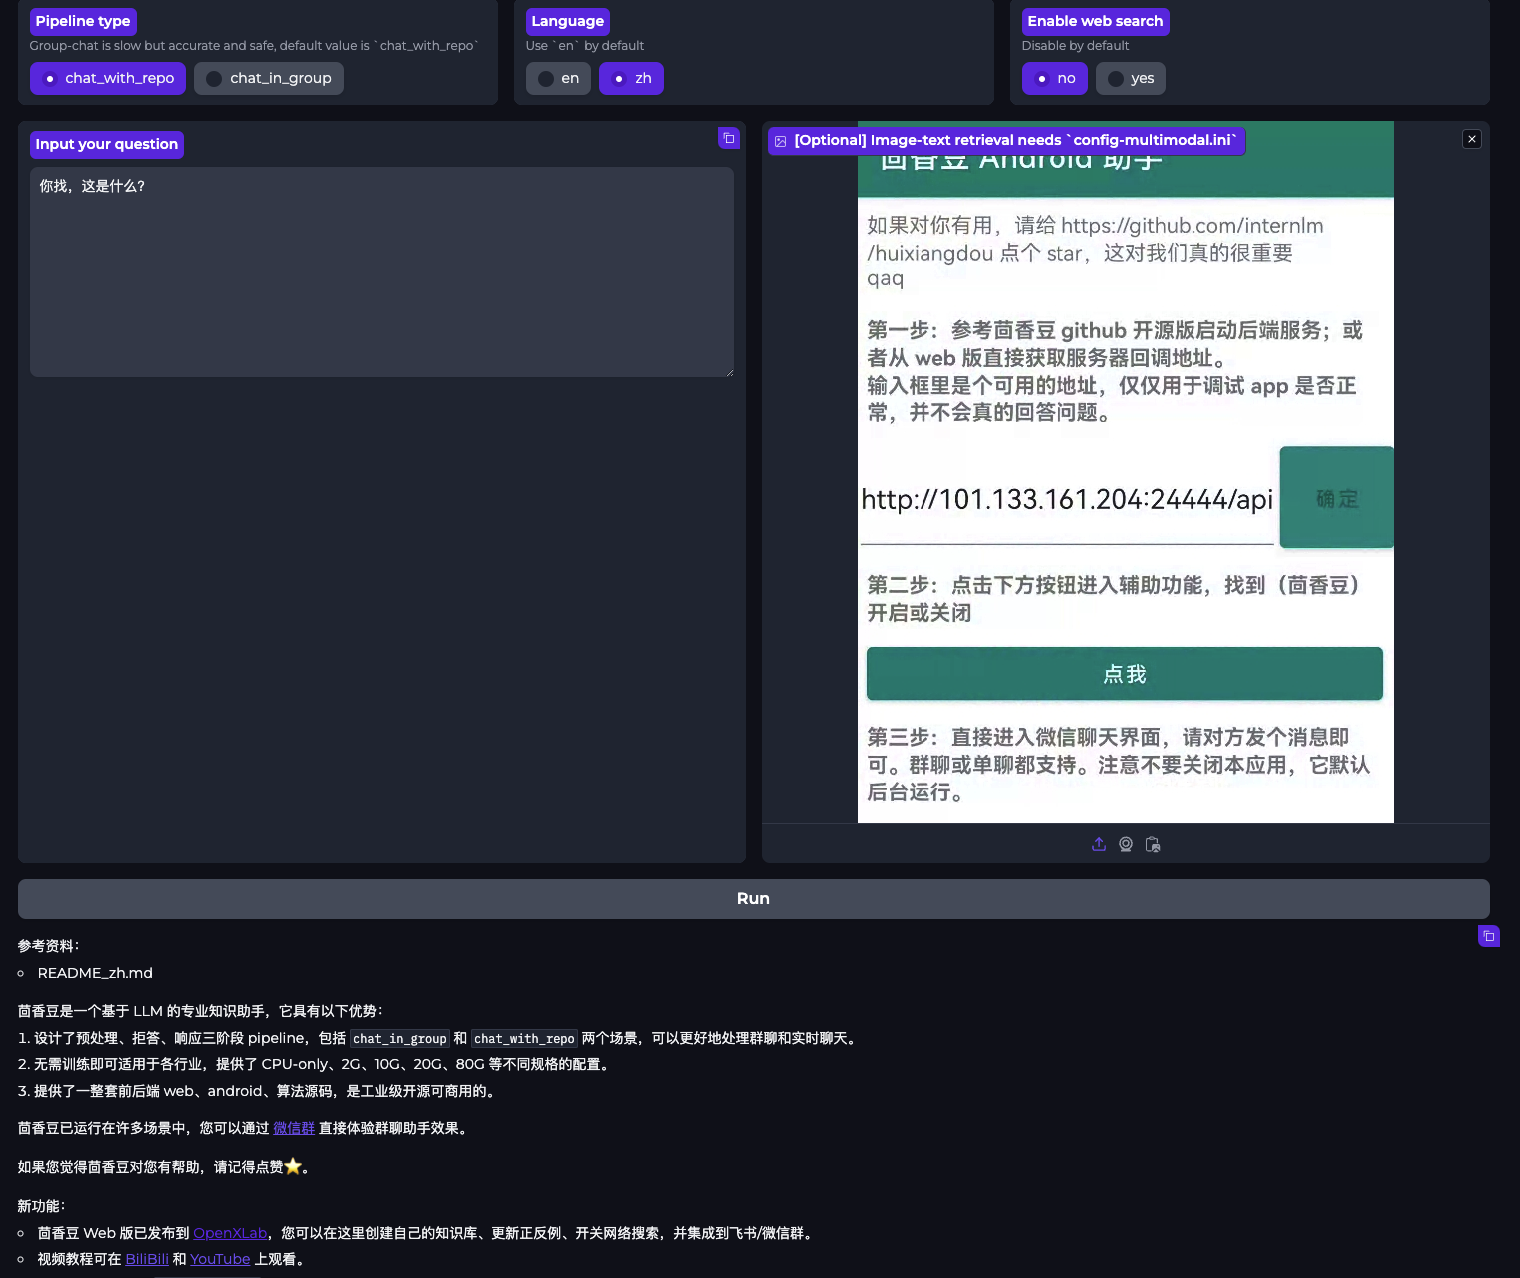 Pipeline type
Group-chat is slow but accurate and safe, default value is `chat_with_repo`
chat_with_repo
chat_in_group
Language
Use `en` by default
en
zh
Enable web search
Disable by default
no
yes
Input your question
你找，这是什么？
[Optional] Image-text retrieval needs `config-multimodal.ini`
茴香豆 Android 助手
如果对你有用，请给 https://github.com/internlm
/huixiangdou 点个 star，这对我们真的很重要
qaq
第一步：参考茴香豆 github 开源版启动后端服务；或
者从 web 版直接获取服务器回调地址。
输入框里是个可用的地址，仅仅用于调试 app 是否正
常，并不会真的回答问题。
http://101.133.161.204:24444/api
确定
第二步：点击下方按钮进入辅助功能，找到（茴香豆）
开启或关闭
点我
第三步：直接进入微信聊天界面，请对方发个消息即
可。群聊或单聊都支持。注意不要关闭本应用，它默认
后台运行。
Run
参考资料：
README_zh.md
茴香豆是一个基于 LLM 的专业知识助手，它具有以下优势：
1. 设计了预处理、拒答、响应三阶段 pipeline，包括 chat_in_group 和 chat_with_repo 两个场景，可以更好地处理群聊和实时聊天。
2. 无需训练即可适用于各行业，提供了 CPU-only、2G、10G、20G、80G 等不同规格的配置。
3. 提供了一整套前后端 web、android、算法源码，是工业级开源可商用的。
茴香豆已运行在许多场景中，您可以通过 微信群 直接体验群聊助手效果。
如果您觉得茴香豆对您有帮助，请记得点赞⭐。
新功能：
茴香豆 Web 版已发布到 OpenXLab，您可以在这里创建自己的知识库、更新正反例、开关网络搜索，并集成到飞书/微信群。
视频教程可在 BiliBili 和 YouTube 上观看。